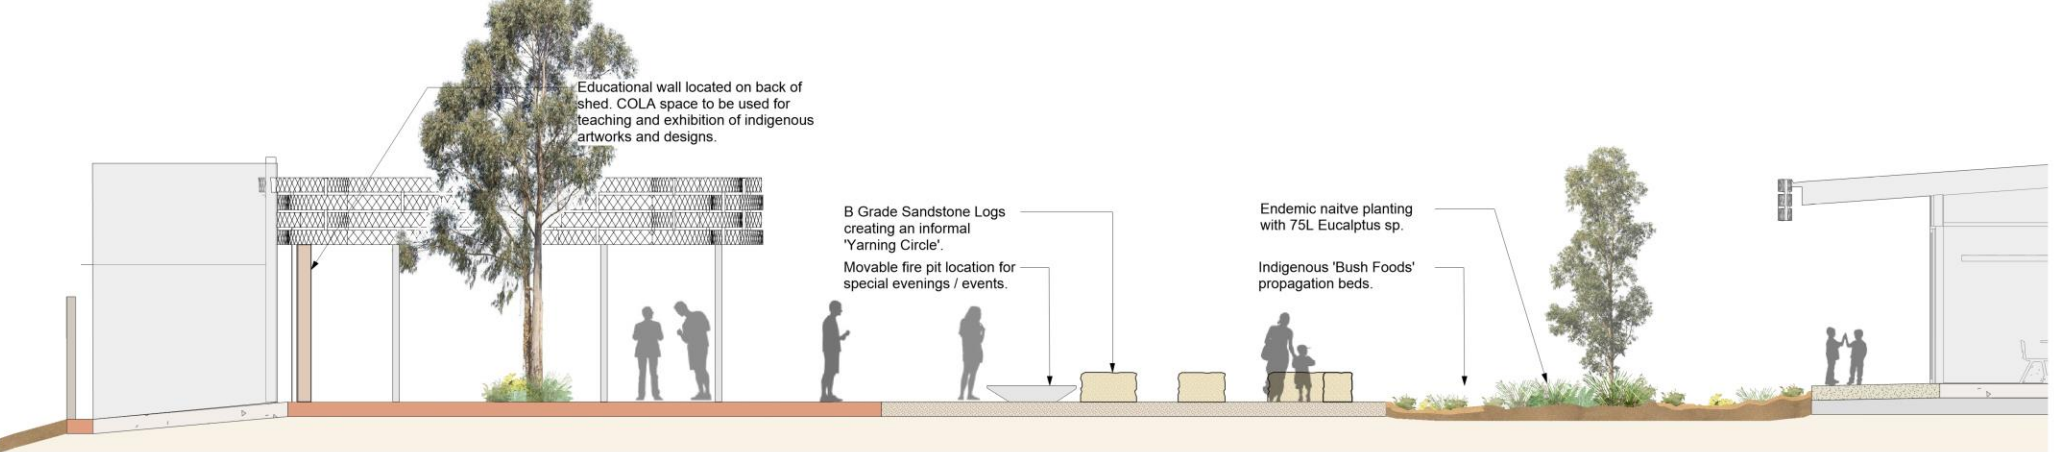 Educational wall located on back of
shed. COLA space to be used for
teaching and exhibition of indigenous
artworks and designs.
B Grade Sandstone Logs
creating an informal
'Yarning Circle'.
Movable fire pit location for
special evenings / events.
Endemic naitve planting
with 75L Eucalptus sp.
Indigenous 'Bush Foods'
propagation beds.